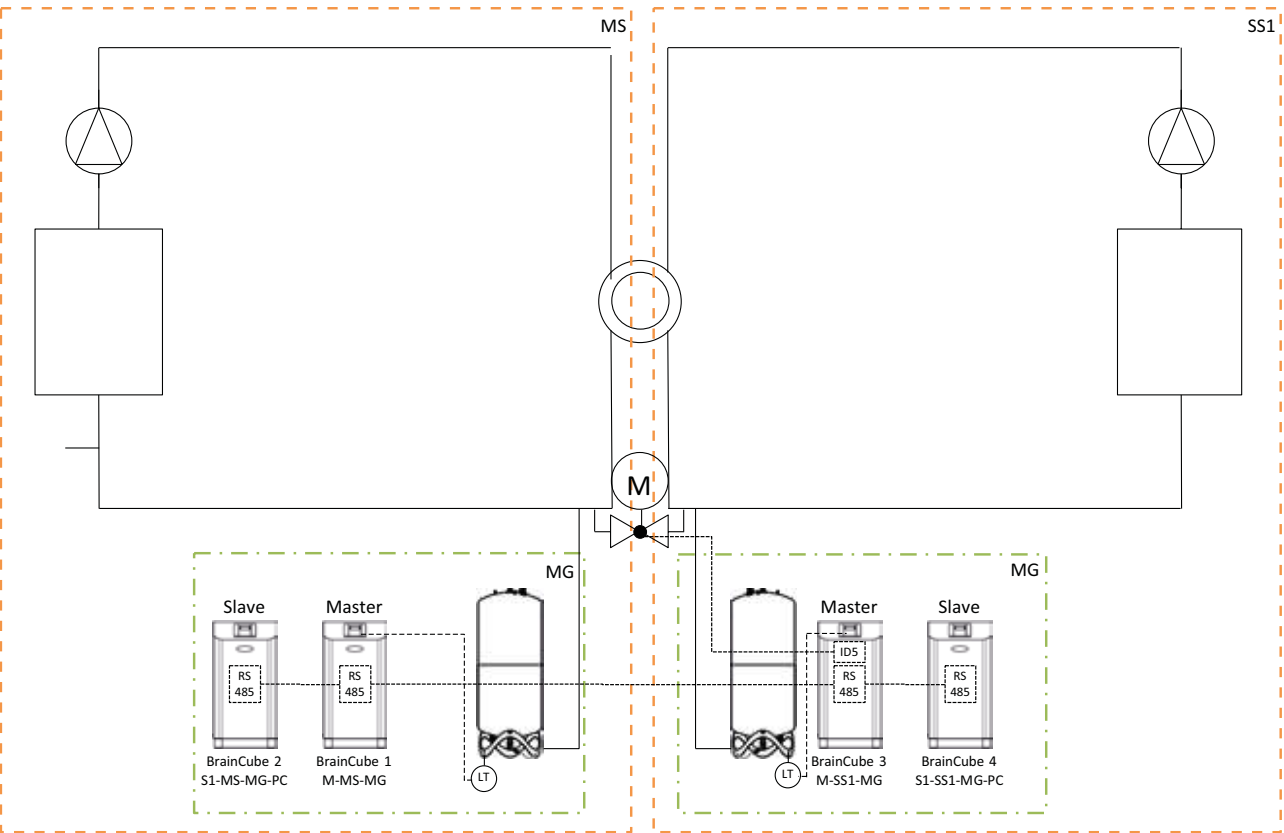 MS
SS1
M
MG
MG
Slave
Master
Master
Slave
ID5
RS
485
RS
485
RS
485
RS
485
LT
LT
BrainCube 2
S1-MS-MG-PC
BrainCube 1
M-MS-MG
BrainCube 3
M-SS1-MG
BrainCube 4
S1-SS1-MG-PC